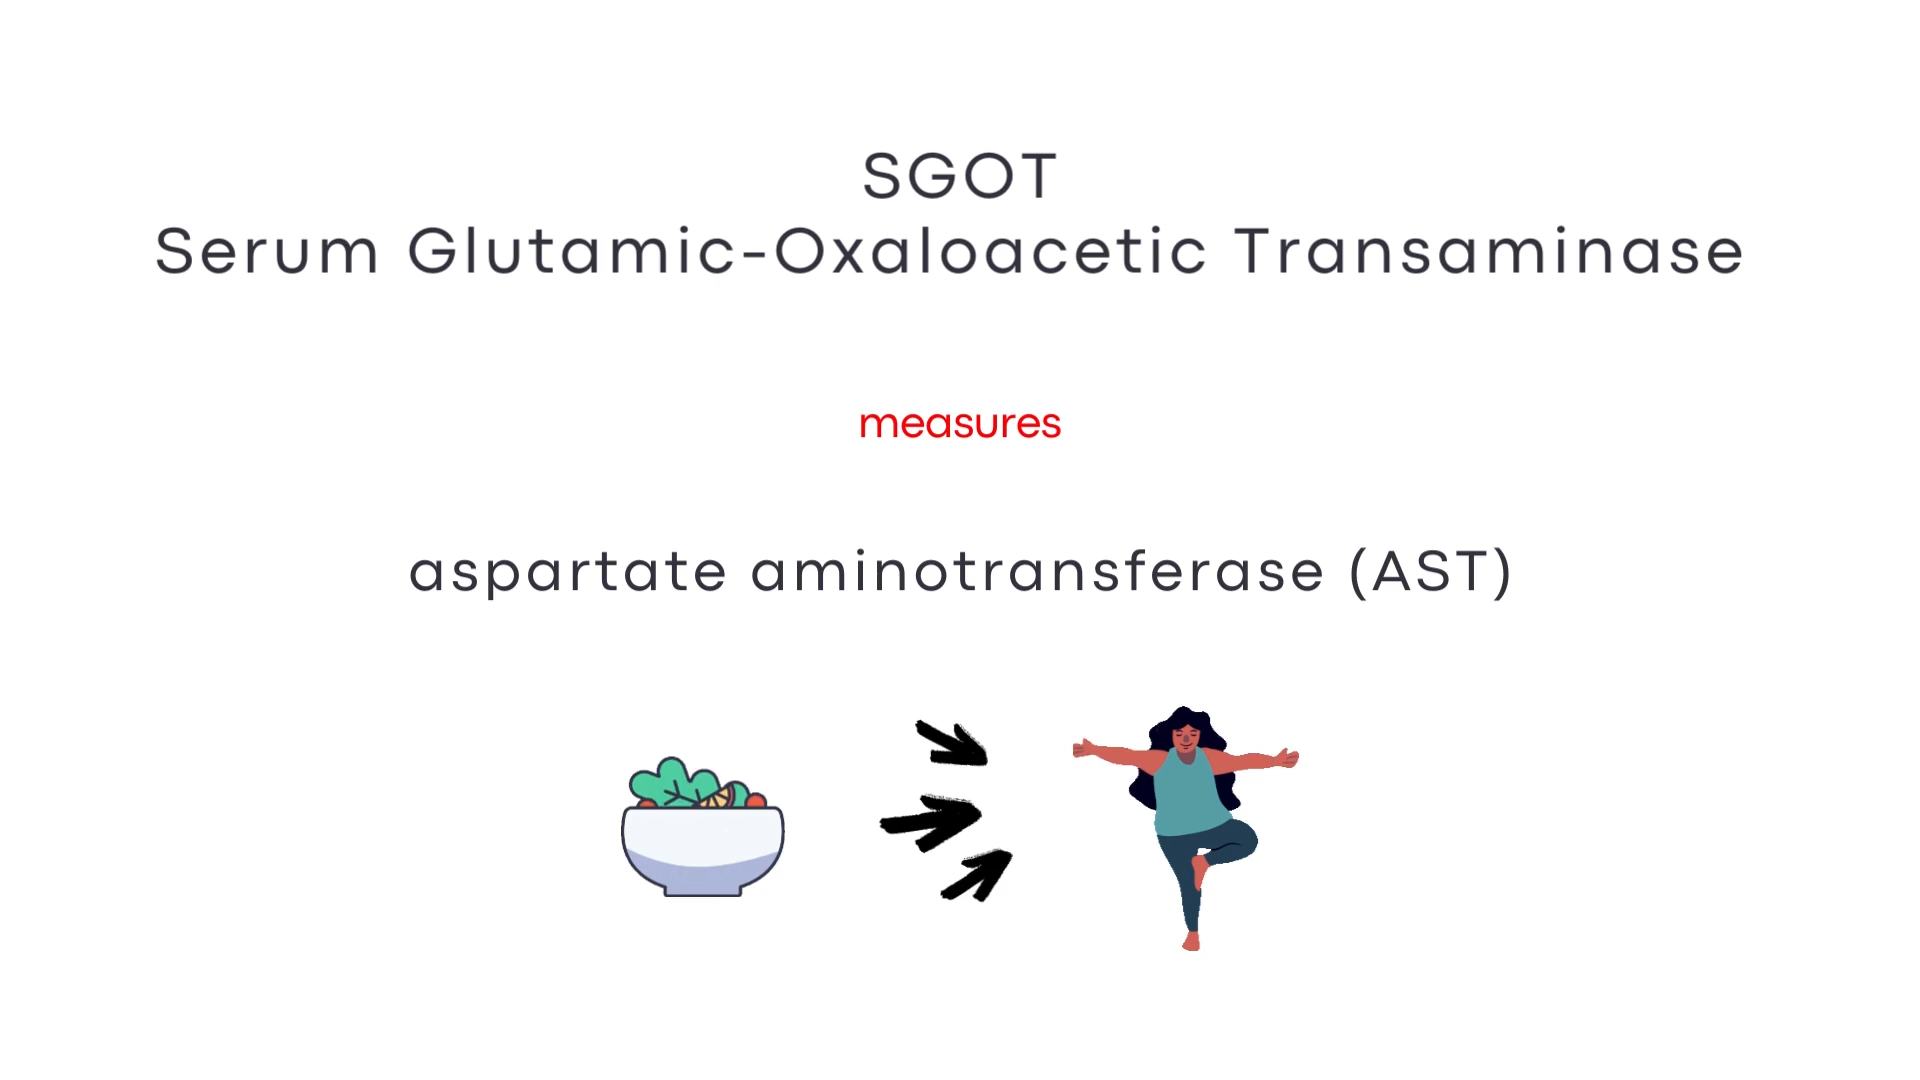 SGOT
Serum Glutamic-Oxaloacetic Transaminase
measures
aspartate aminotransferase (AST)